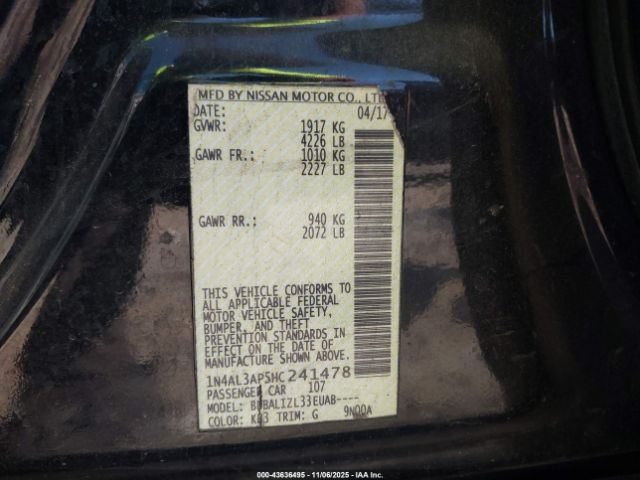 MFD BY NISSAN MOTOR CO., LT
DATE: 04/17
GVWR: 1917 KG
4226 LB
GAWR FR.: 1010 KG
2227 LB
GAWR RR.: 940 KG
2072 LB
THIS VEHICLE CONFORMS TO
ALL APPLICABLE FEDERAL
MOTOR VEHICLE SAFETY,
BUMPER, AND THEFT
PREVENTION STANDARDS IN
EFFECT ON THE DATE OF
MANUFACTURE SHOWN ABOVE.
1N4AL3AP5HC241478
PASSENGER CAR 107
MODEL: BDBALIZL33EUAB----
COLOR: KH3 TRIM: G 9NOOA
000-43636495 - 11/06/2025 - IAA Inc.